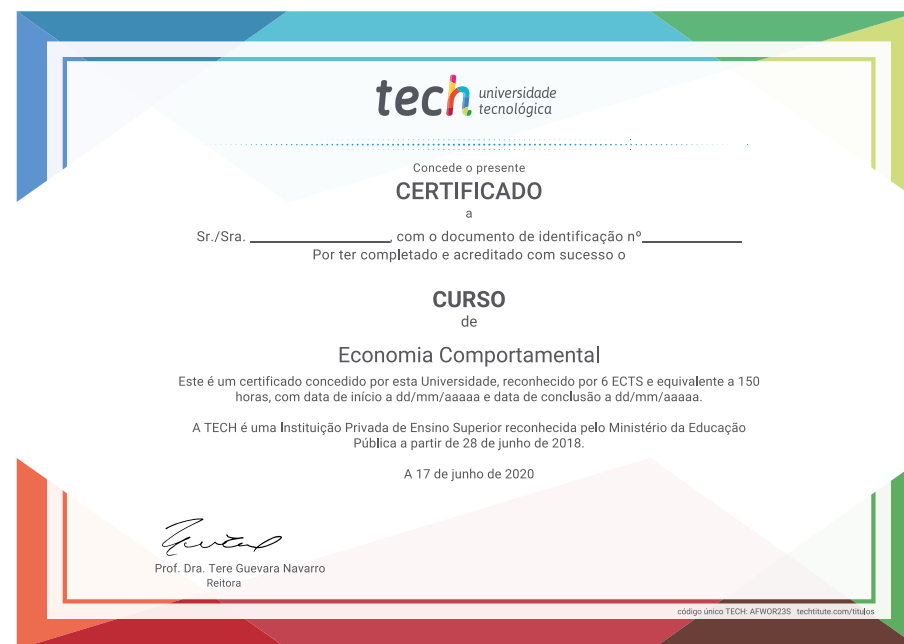 tech universidade
tecnológica
Concede o presente
CERTIFICADO
a
Sr./Sra. ____________________, com o documento de identificação nº______________
Por ter completado e acreditado com sucesso o
CURSO
de
Economia Comportamental
Este é um certificado concedido por esta Universidade, reconhecido por 6 ECTS e equivalente a 150
horas, com data de início a dd/mm/aaaaa e data de conclusão a dd/mm/aaaaa.
A TECH é uma Instituição Privada de Ensino Superior reconhecida pelo Ministério da Educação
Pública a partir de 28 de junho de 2018.
A 17 de junho de 2020
Prof. Dra. Tere Guevara Navarro
Reitora
código único TECH: AFWOR23S techtitute.com/titulos